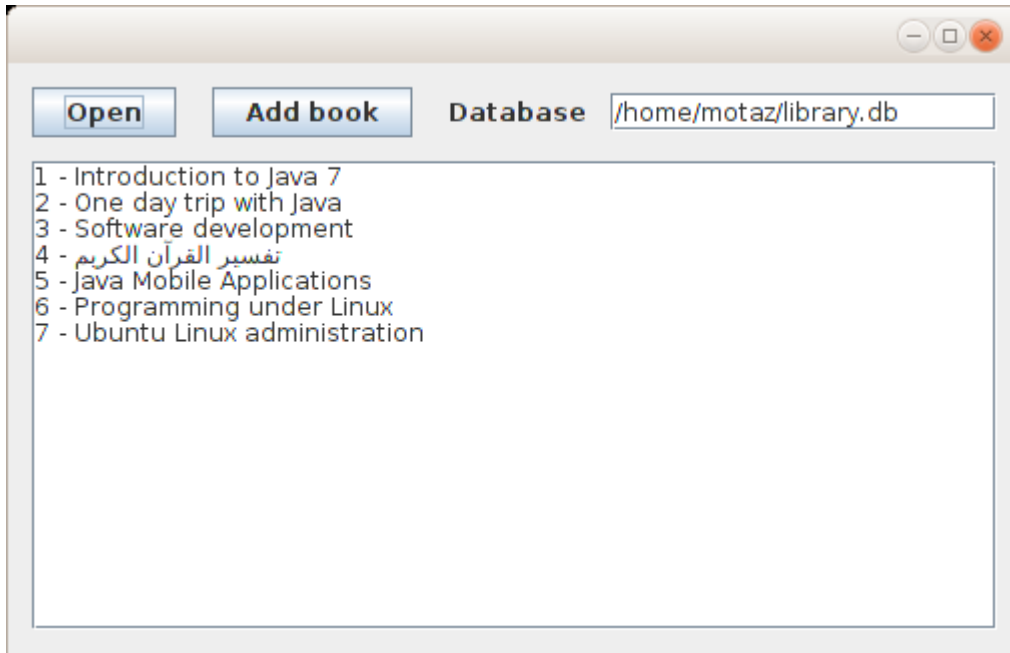 Open Add book Database /home/motaz/library.db
1 - Introduction to Java 7
2 - One day trip with Java
3 - Software development
4 - تفسير القرآن الكريم
5 - Java Mobile Applications
6 - Programming under Linux
7 - Ubuntu Linux administration